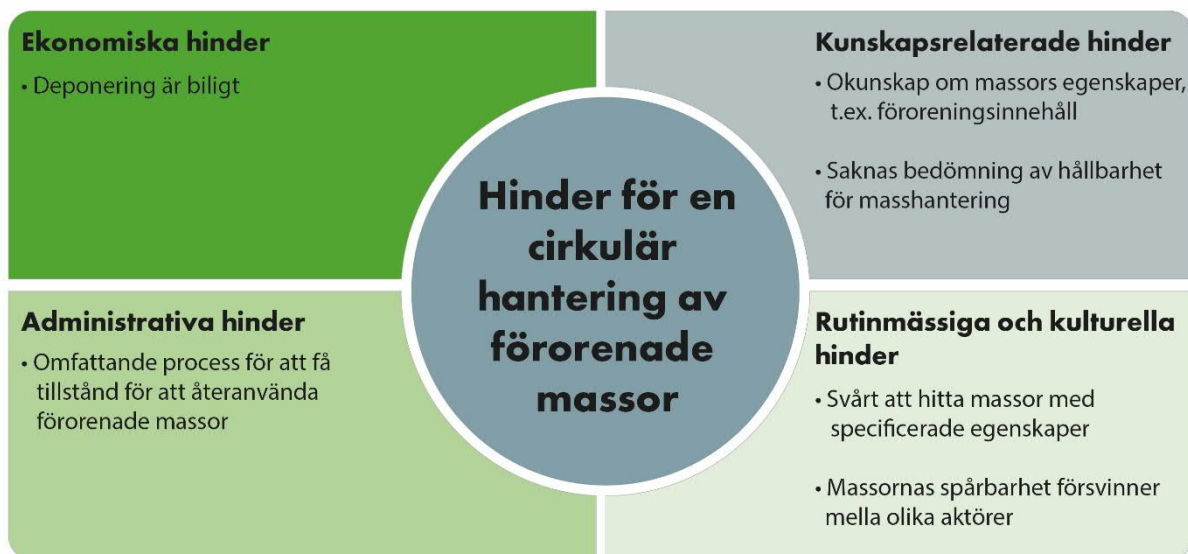 Ekonomiska hinder
• Deponering är biligt
Kunskapsrelaterade hinder
• Okunskap om massors egenskaper,
t.ex. föroreningsinnehåll
• Saknas bedömning av hållbarhet
för masshantering
Hinder för en
cirkulär
hantering av
förorenade
massor
Administrativa hinder
• Omfattande process för att få
tillstånd för att återanvända
förorenade massor
Rutinmässiga och kulturella
hinder
• Svårt att hitta massor med
specificerade egenskaper
• Massornas spårbarhet försvinner
mella olika aktörer